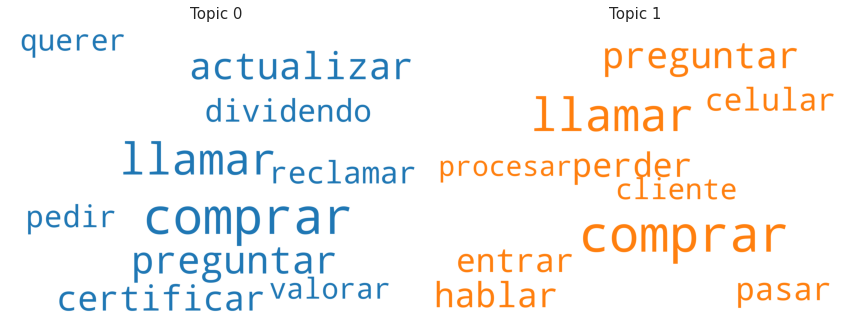 Topic 0
querer
actualizar
dividendo
llamar
reclamar
pedir
comprar
preguntar
certificar
valorar
Topic 1
preguntar
celular
llamar
procesar
perder
cliente
comprar
entrar
hablar
pasar